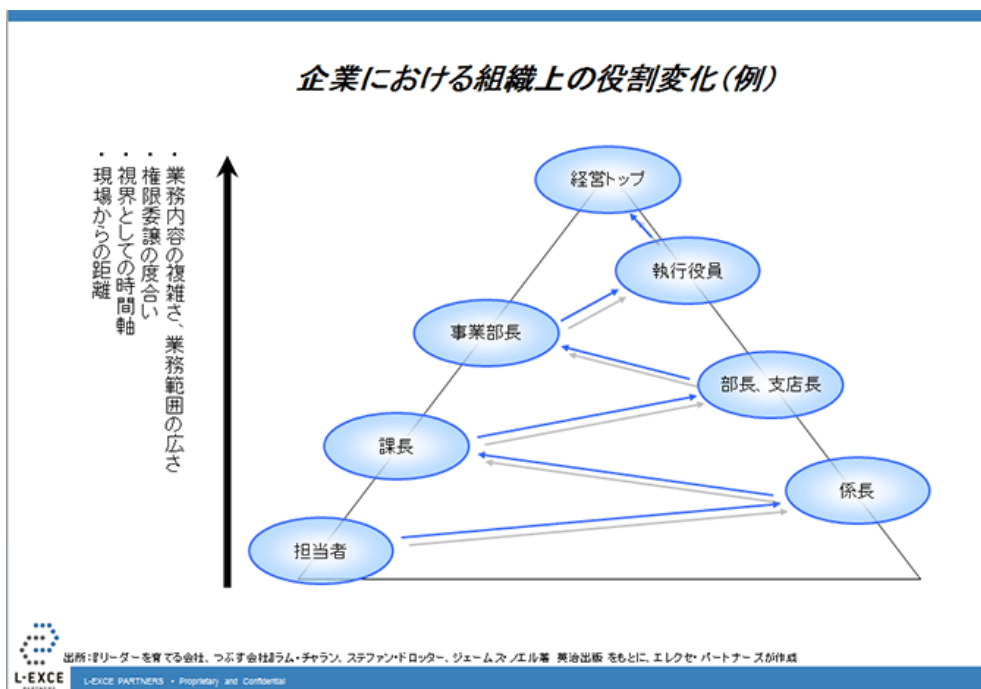 企業における組織上の役割変化(例)
・業務内容の複雑さ、業務範囲の広さ
・権限委譲の度合い
・視界としての時間軸
・現場からの距離
経営トップ
執行役員
事業部長
部長、支店長
課長
係長
担当者
出所:『リーダーを育てる会社、つぶす会社』ラム・チャラン、ステファン・ドロッター、ジェームズ・ノエル著 英治出版 をもとに、エレクセ・パートナーズが作成
L-EXCE
PARTNERS
L-EXCE PARTNERS • Proprietary and Confidential